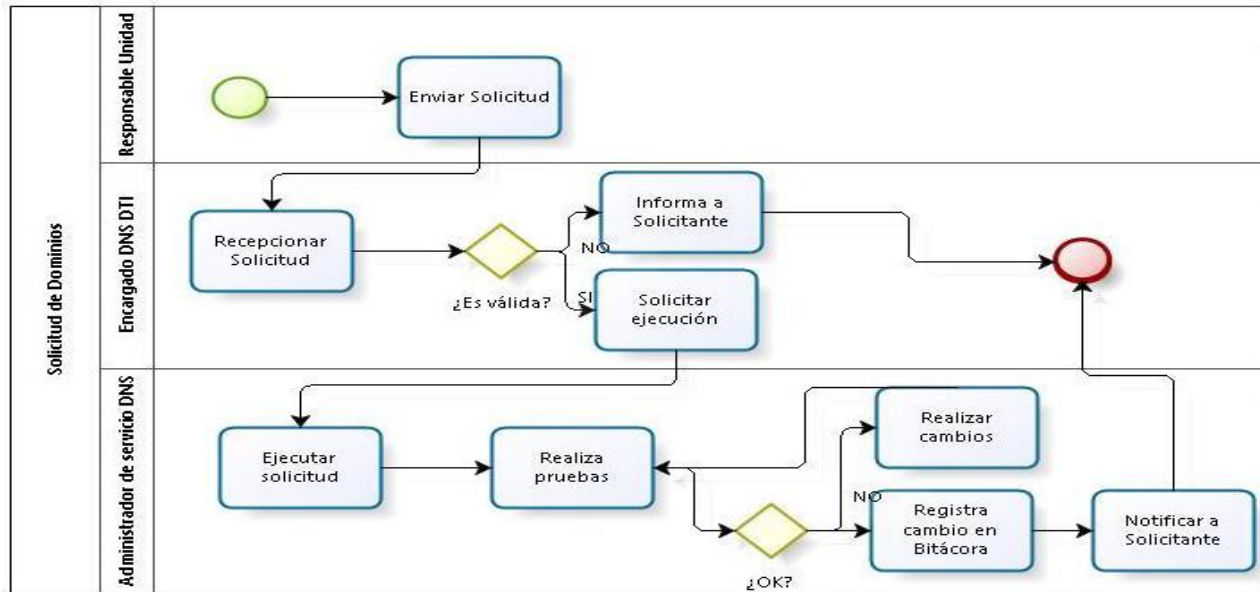 Solicitud de Dominios
Responsable Unidad
Enviar Solicitud
Encargado DNS DTI
Recepcionar
Solicitud
¿Es válida?
NO
Informa a
Solicitante
SI
Solicitar
ejecución
Administrador de servicio DNS
Ejecutar
solicitud
Realiza
pruebas
¿OK?
NO
Realizar
cambios
Registra
cambio en
Bitácora
Notificar a
Solicitante